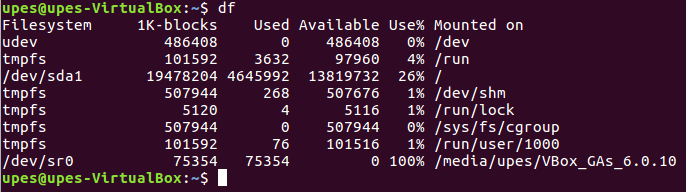 upes@upes-VirtualBox:~$ df
Filesystem     1K-blocks    Used Available Use% Mounted on
udev              486408       0    486408   0% /dev
tmpfs             101592    3632     97960   4% /run
/dev/sda1       19478204 4645992  13819732  26% /
tmpfs             507944     268    507676   1% /dev/shm
tmpfs               5120       4      5116   1% /run/lock
tmpfs             507944       0    507944   0% /sys/fs/cgroup
tmpfs             101592      76    101516   1% /run/user/1000
/dev/sr0           75354   75354         0 100% /media/upes/VBox_GAs_6.0.10
upes@upes-VirtualBox:~$